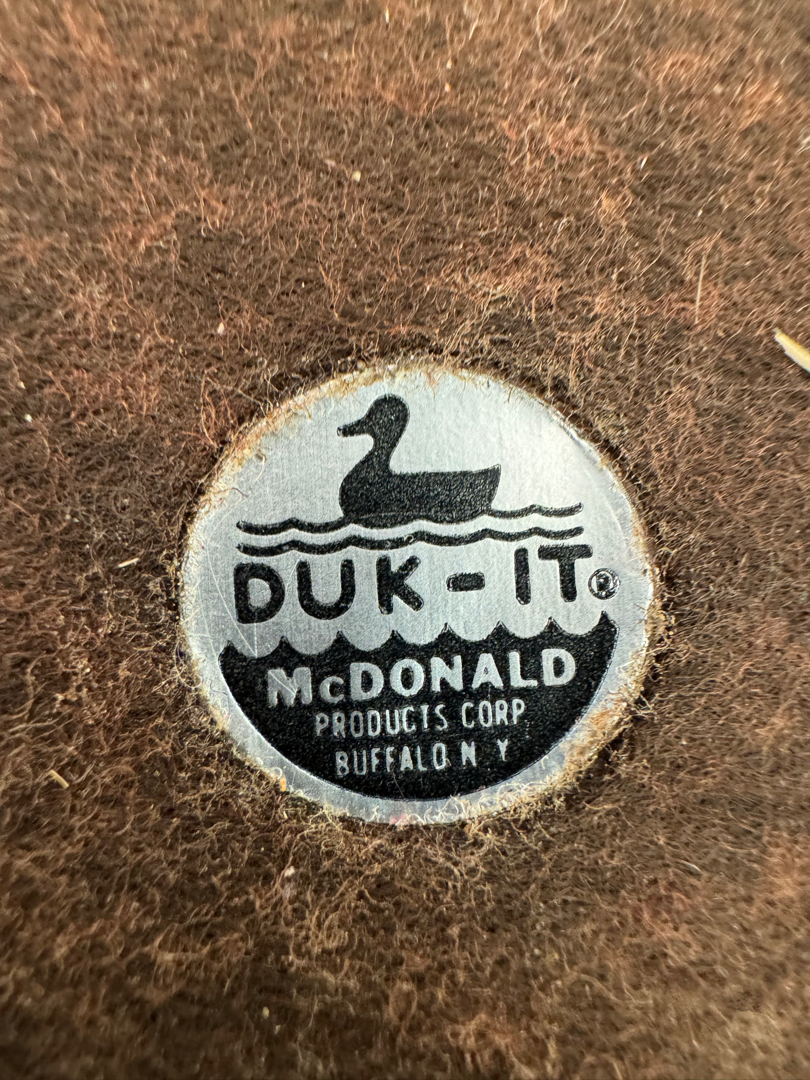 DUK-IT®
McDONALD
PRODUCTS CORP
BUFFALO N Y